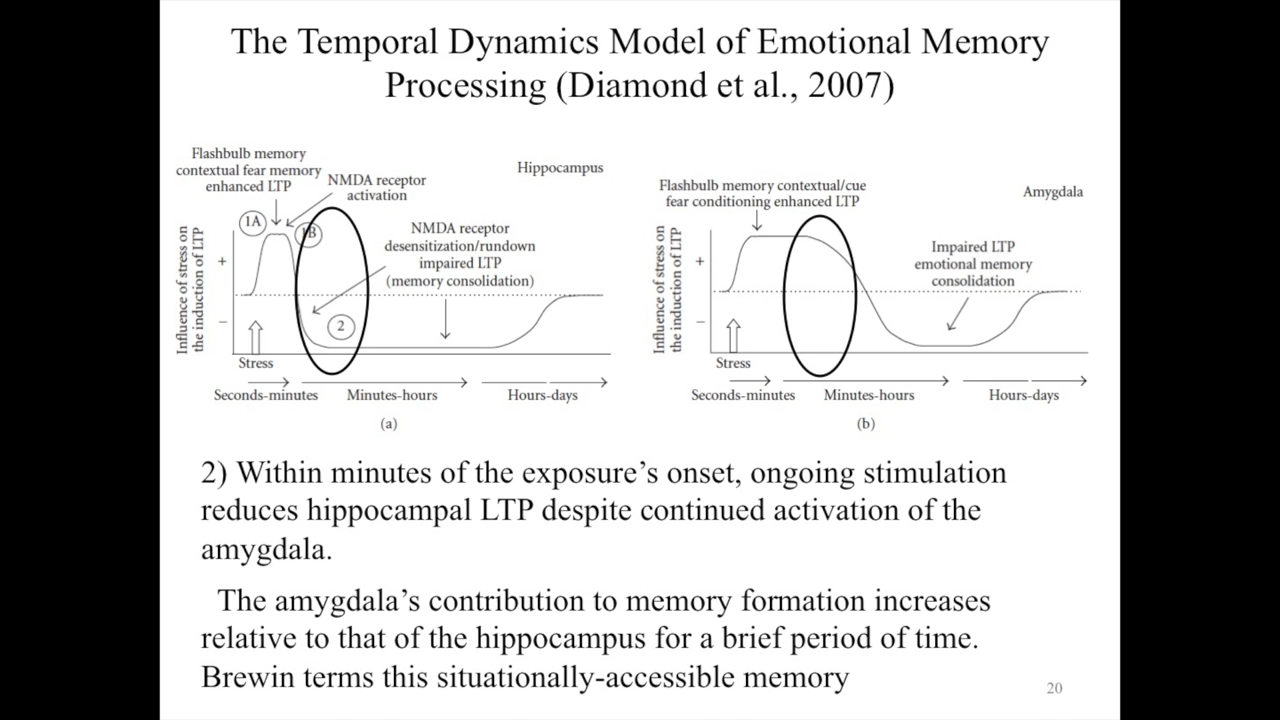 The Temporal Dynamics Model of Emotional Memory
Processing (Diamond et al., 2007)
Flashbulb memory
contextual fear memory
enhanced LTP
NMDA receptor
activation
Hippocampus
1A
1B
NMDA receptor
desensitization/rundown
impaired LTP
(memory consolidation)
Influence of stress on
the induction of LTP
+
−
2
Stress
Seconds-minutes
Minutes-hours
Hours-days
(a)
Flashbulb memory contextual/cue
fear conditioning enhanced LTP
Amygdala
Impaired LTP
emotional memory
consolidation
Influence of stress on
the induction of LTP
+
−
Stress
Seconds-minutes
Minutes-hours
Hours-days
(b)
2) Within minutes of the exposure’s onset, ongoing stimulation
reduces hippocampal LTP despite continued activation of the
amygdala.
The amygdala’s contribution to memory formation increases
relative to that of the hippocampus for a brief period of time.
Brewin terms this situationally-accessible memory
20